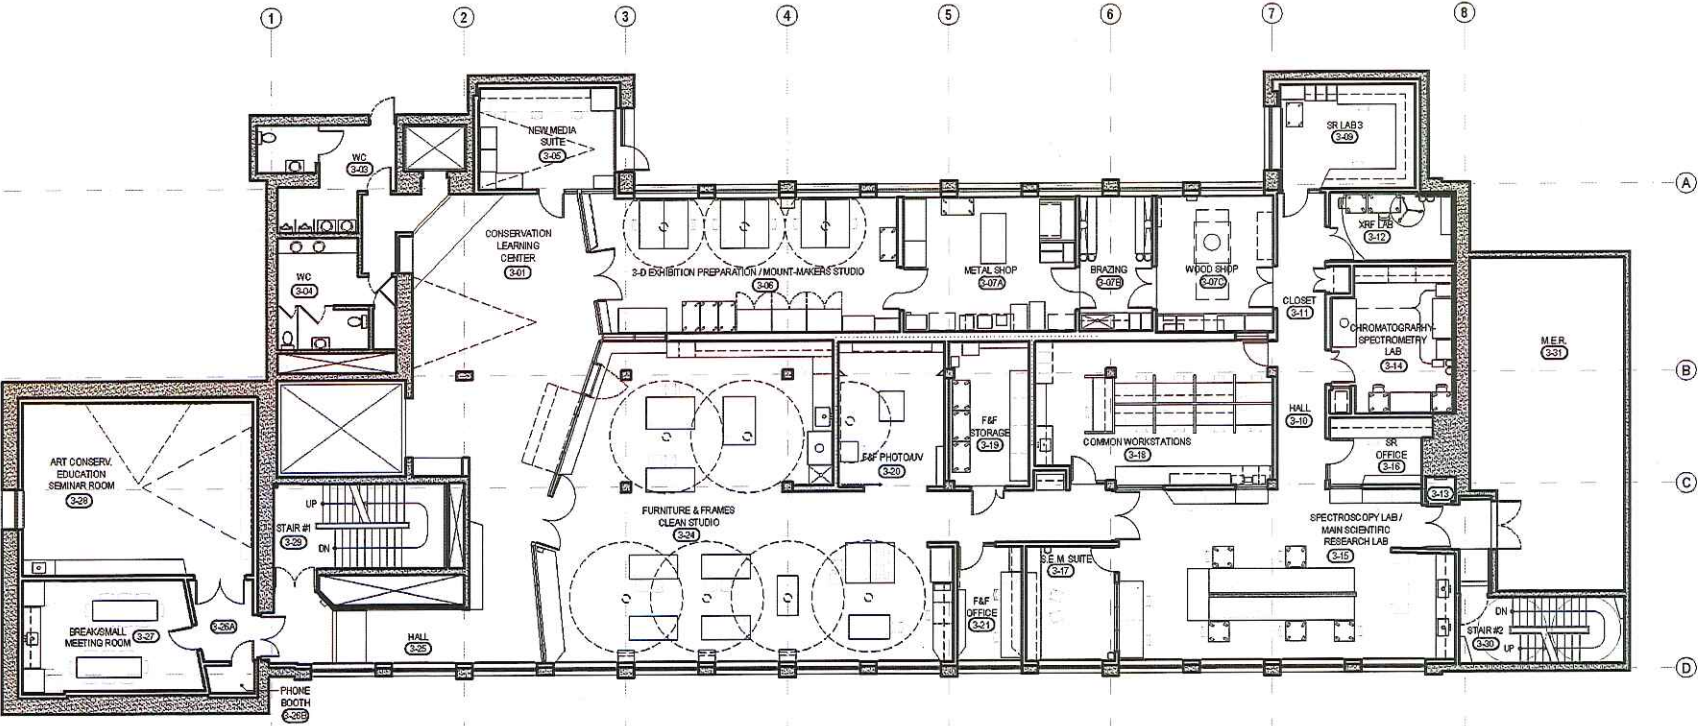 1
2
3
4
5
6
7
8
NEW MEDIA
SUITE
3-05
SR LAB 3
3-09
WC
3-03
A
CONSERVATION
LEARNING
CENTER
3-01
XRF LAB
3-12
3-D EXHIBITION PREPARATION / MOUNT-MAKERS STUDIO
3-06
METAL SHOP
3-07A
BRAZING
3-07B
WOOD SHOP
3-07C
WC
3-04
CLOSET
3-11
CHROMATOGRAPHY-
SPECTROMETRY
LAB
3-14
M.E.R.
3-31
B
HALL
3-10
F&F
STORAGE
3-19
COMMON WORKSTATIONS
3-18
F&F PHOTO/UV
3-20
SR
OFFICE
3-16
ART CONSERV.
EDUCATION
SEMINAR ROOM
3-28
C
3-13
UP
STAIR #1
3-29
DN
FURNITURE & FRAMES
CLEAN STUDIO
3-24
SPECTROSCOPY LAB /
MAIN SCIENTIFIC
RESEARCH LAB
3-15
S.E.M. SUITE
3-17
F&F
OFFICE
3-21
BREAK/SMALL
MEETING ROOM
3-27
3-26A
HALL
3-25
DN
STAIR #2
3-30
UP
D
PHONE
BOOTH
3-26B